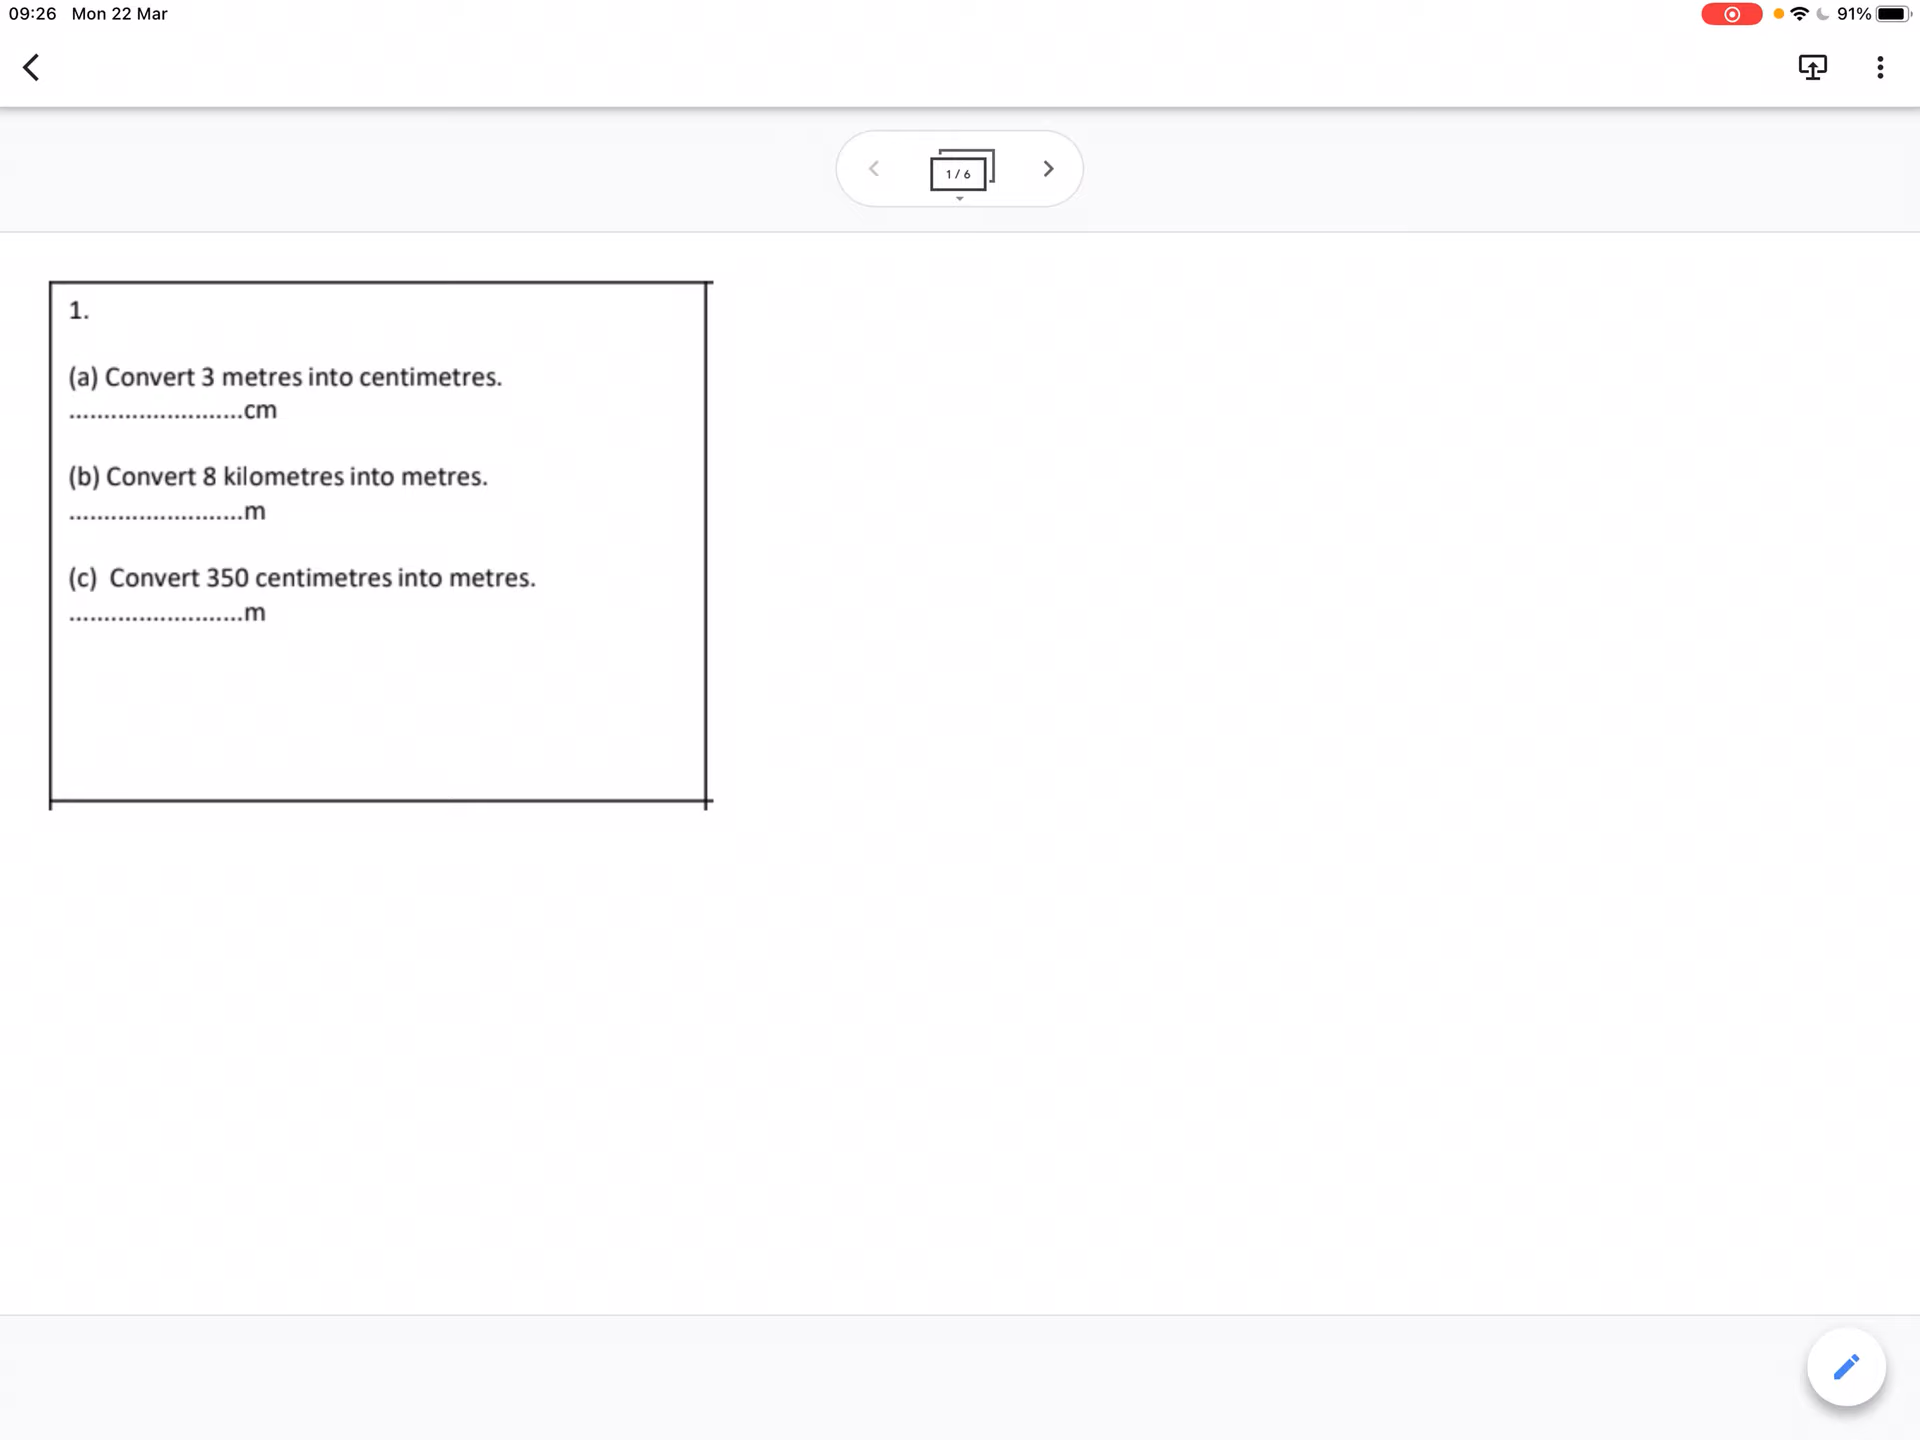 09:26 Mon 22 Mar
91%
1 / 6
1.
(a) Convert 3 metres into centimetres.
.........................cm
(b) Convert 8 kilometres into metres.
.........................m
(c) Convert 350 centimetres into metres.
.........................m